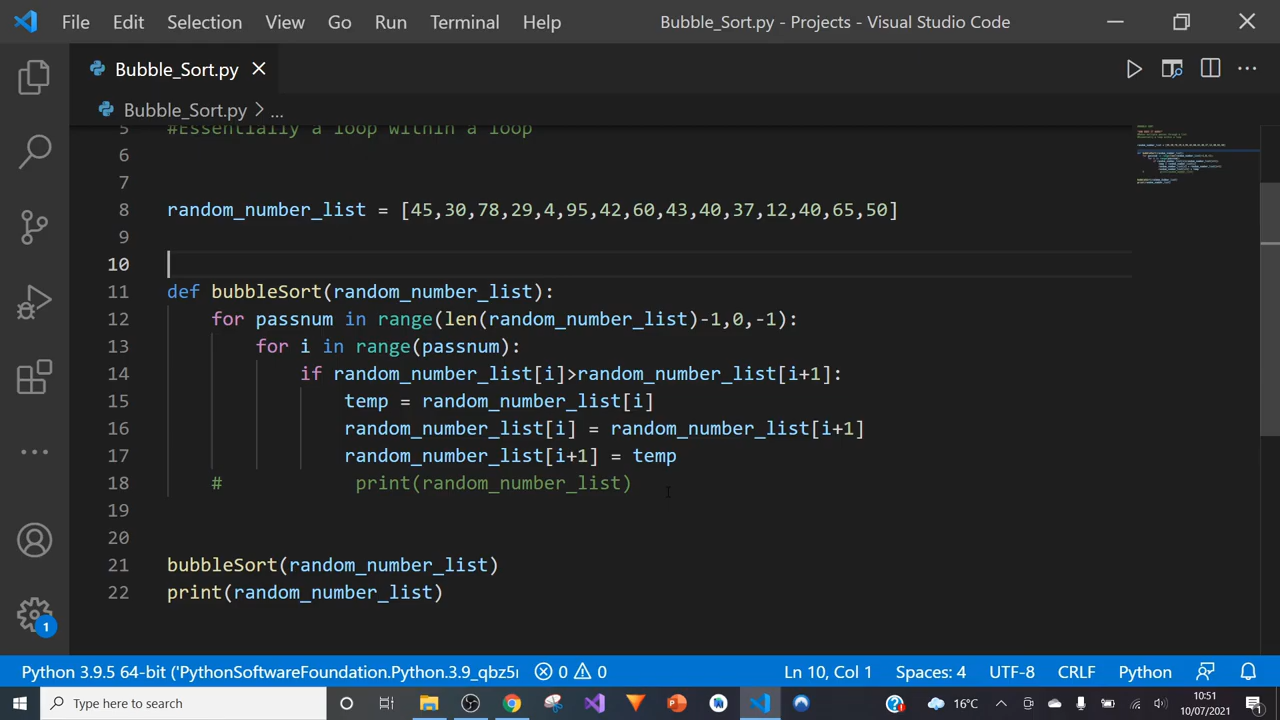 File Edit Selection View Go Run Terminal Help Bubble_Sort.py - Projects - Visual Studio Code
Bubble_Sort.py
Bubble_Sort.py > ...
5 #Essentially a loop within a loop
6
7
8 random_number_list = [45,30,78,29,4,95,42,60,43,40,37,12,40,65,50]
9
10
11 def bubbleSort(random_number_list):
12 for passnum in range(len(random_number_list)-1,0,-1):
13 for i in range(passnum):
14 if random_number_list[i]>random_number_list[i+1]:
15 temp = random_number_list[i]
16 random_number_list[i] = random_number_list[i+1]
17 random_number_list[i+1] = temp
18 # print(random_number_list)
19
20
21 bubbleSort(random_number_list)
22 print(random_number_list)
1
Python 3.9.5 64-bit ('PythonSoftwareFoundation.Python.3.9_qbz5 0 0 Ln 10, Col 1 Spaces: 4 UTF-8 CRLF Python
Type here to search 16°C 10:51
10/07/2021